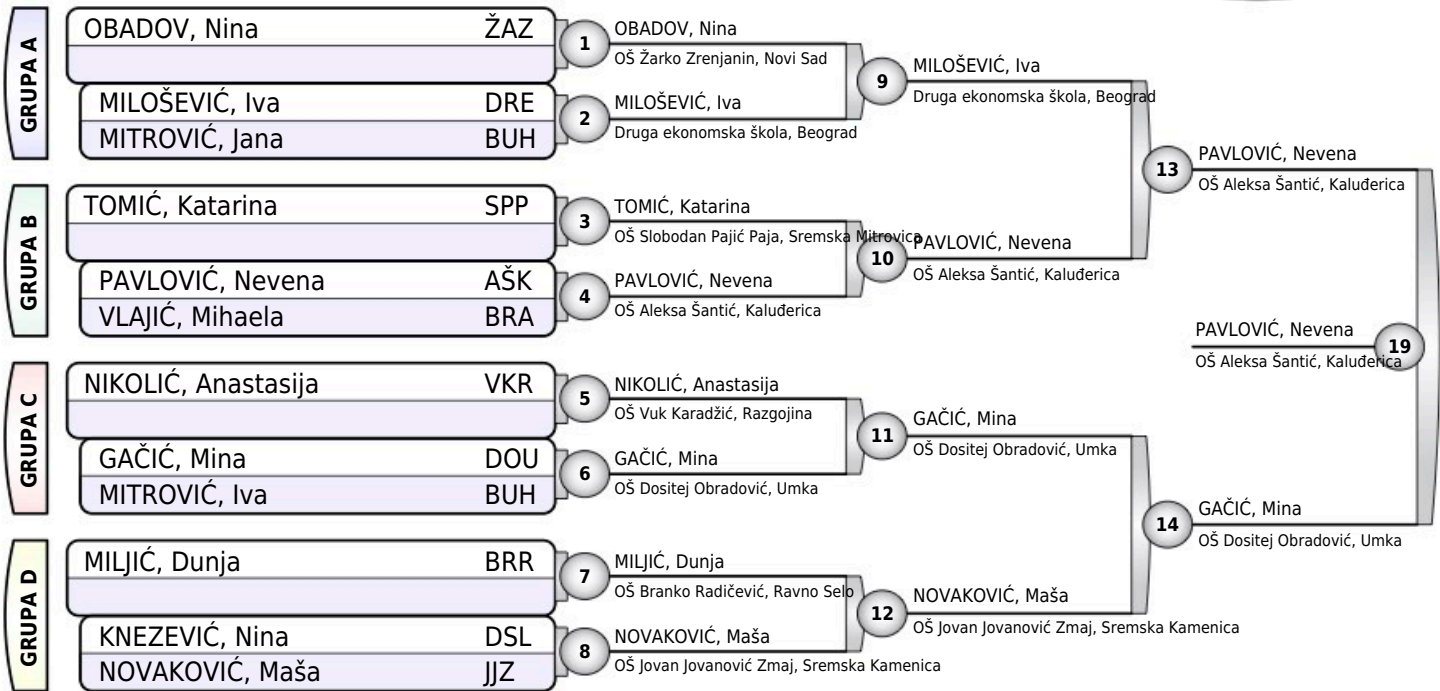 GRUPA A
OBADOV, Nina ŽAZ
MILOŠEVIĆ, Iva DRE
MITROVIĆ, Jana BUH
GRUPA B
TOMIĆ, Katarina SPP
PAVLOVIĆ, Nevena AŠK
VLAJIĆ, Mihaela BRA
GRUPA C
NIKOLIĆ, Anastasija VKR
GAČIĆ, Mina DOU
MITROVIĆ, Iva BUH
GRUPA D
MILJIĆ, Dunja BRR
KNEZEVIĆ, Nina DSL
NOVAKOVIĆ, Maša JJZ
1
OBADOV, Nina
OŠ Žarko Zrenjanin, Novi Sad
2
MILOŠEVIĆ, Iva
Druga ekonomska škola, Beograd
3
TOMIĆ, Katarina
OŠ Slobodan Pajić Paja, Sremska Mitrovica
4
PAVLOVIĆ, Nevena
OŠ Aleksa Šantić, Kaluđerica
5
NIKOLIĆ, Anastasija
OŠ Vuk Karadžić, Razgojina
6
GAČIĆ, Mina
OŠ Dositej Obradović, Umka
7
MILJIĆ, Dunja
OŠ Branko Radičević, Ravno Selo
8
NOVAKOVIĆ, Maša
OŠ Jovan Jovanović Zmaj, Sremska Kamenica
9
MILOŠEVIĆ, Iva
Druga ekonomska škola, Beograd
10
PAVLOVIĆ, Nevena
OŠ Aleksa Šantić, Kaluđerica
11
GAČIĆ, Mina
OŠ Dositej Obradović, Umka
12
NOVAKOVIĆ, Maša
OŠ Jovan Jovanović Zmaj, Sremska Kamenica
13
PAVLOVIĆ, Nevena
OŠ Aleksa Šantić, Kaluđerica
14
GAČIĆ, Mina
OŠ Dositej Obradović, Umka
PAVLOVIĆ, Nevena
OŠ Aleksa Šantić, Kaluđerica
19